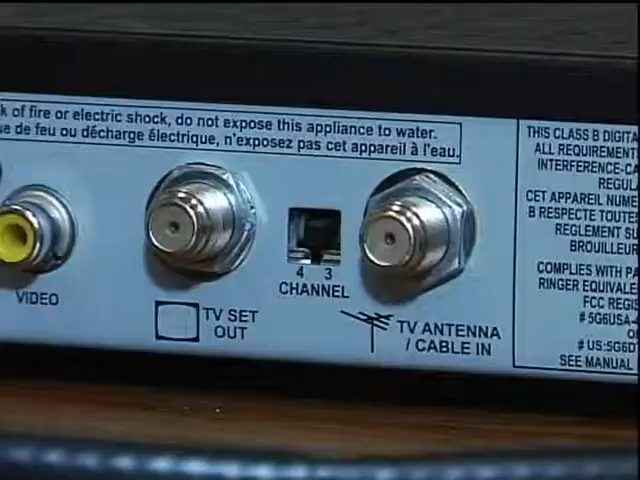 k of fire or electric shock, do not expose this appliance to water.
ue de feu ou décharge électrique, n'exposez pas cet appareil à l'eau.
VIDEO
TV SET
OUT
4 3
CHANNEL
TV ANTENNA
/ CABLE IN
THIS CLASS B DIGITA
ALL REQUIREMENT
INTERFERENCE-CA
REGUL
CET APPAREIL NUME
B RESPECTE TOUTE
REGLEMENT SU
BROUILLEUR
COMPLIES WITH PA
RINGER EQUIVALE
FCC REGIS
# 5G6USA-
# US:5G6D
SEE MANUAL